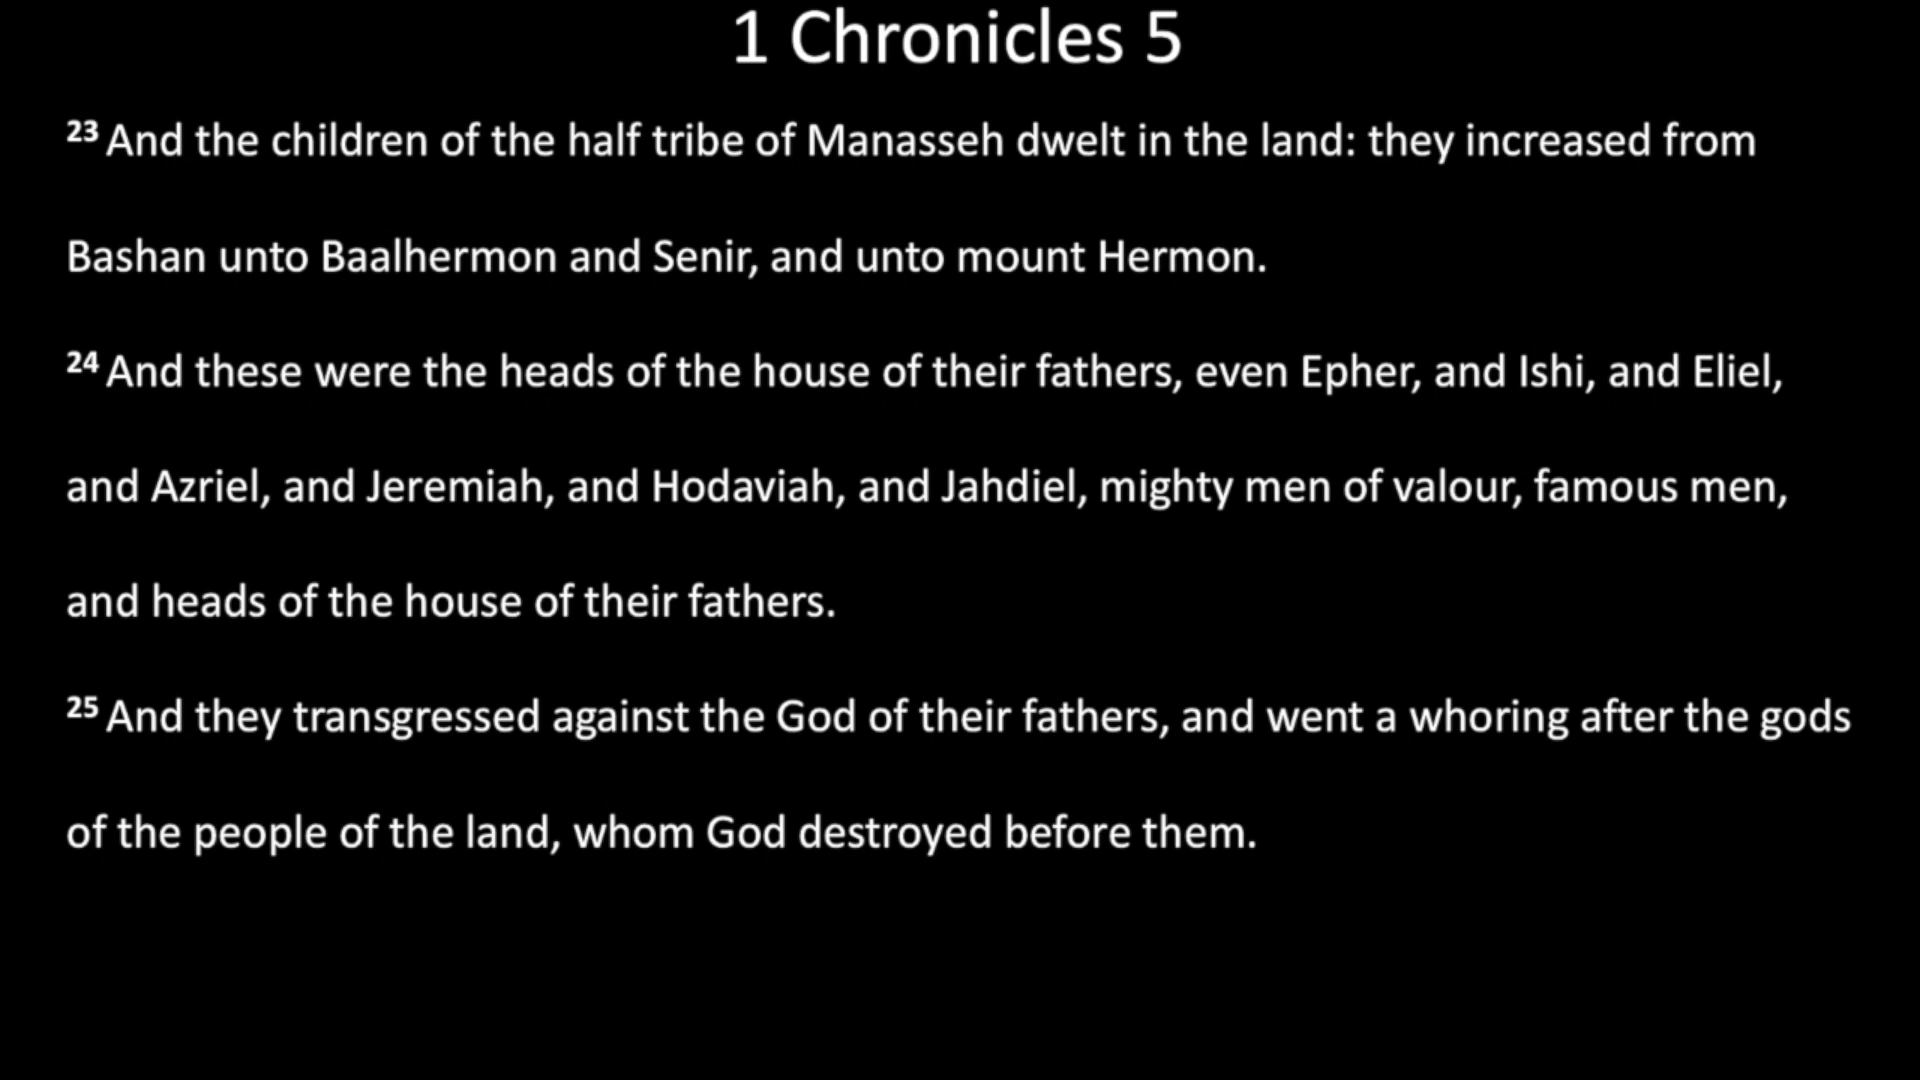 1 Chronicles 5
23 And the children of the half tribe of Manasseh dwelt in the land: they increased from
Bashan unto Baalhermon and Senir, and unto mount Hermon.
24 And these were the heads of the house of their fathers, even Epher, and Ishi, and Eliel,
and Azriel, and Jeremiah, and Hodaviah, and Jahdiel, mighty men of valour, famous men,
and heads of the house of their fathers.
25 And they transgressed against the God of their fathers, and went a whoring after the gods
of the people of the land, whom God destroyed before them.